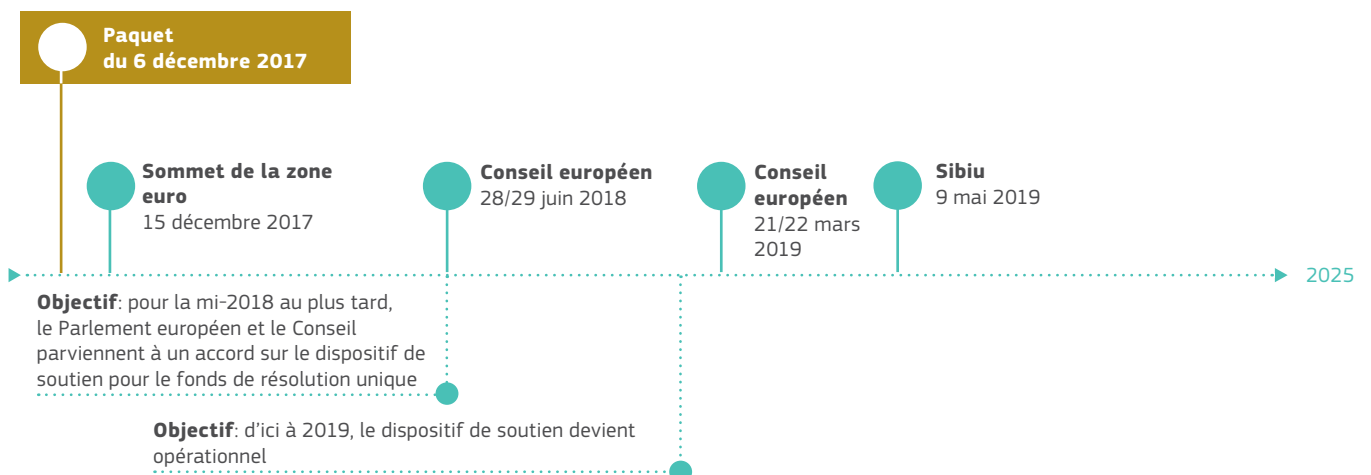 Paquet
du 6 décembre 2017
Sommet de la zone
euro
15 décembre 2017
Conseil européen
28/29 juin 2018
Conseil
européen
21/22 mars
2019
Sibiu
9 mai 2019
2025
Objectif: pour la mi-2018 au plus tard,
le Parlement européen et le Conseil
parviennent à un accord sur le dispositif de
soutien pour le fonds de résolution unique
Objectif: d'ici à 2019, le dispositif de soutien devient
opérationnel